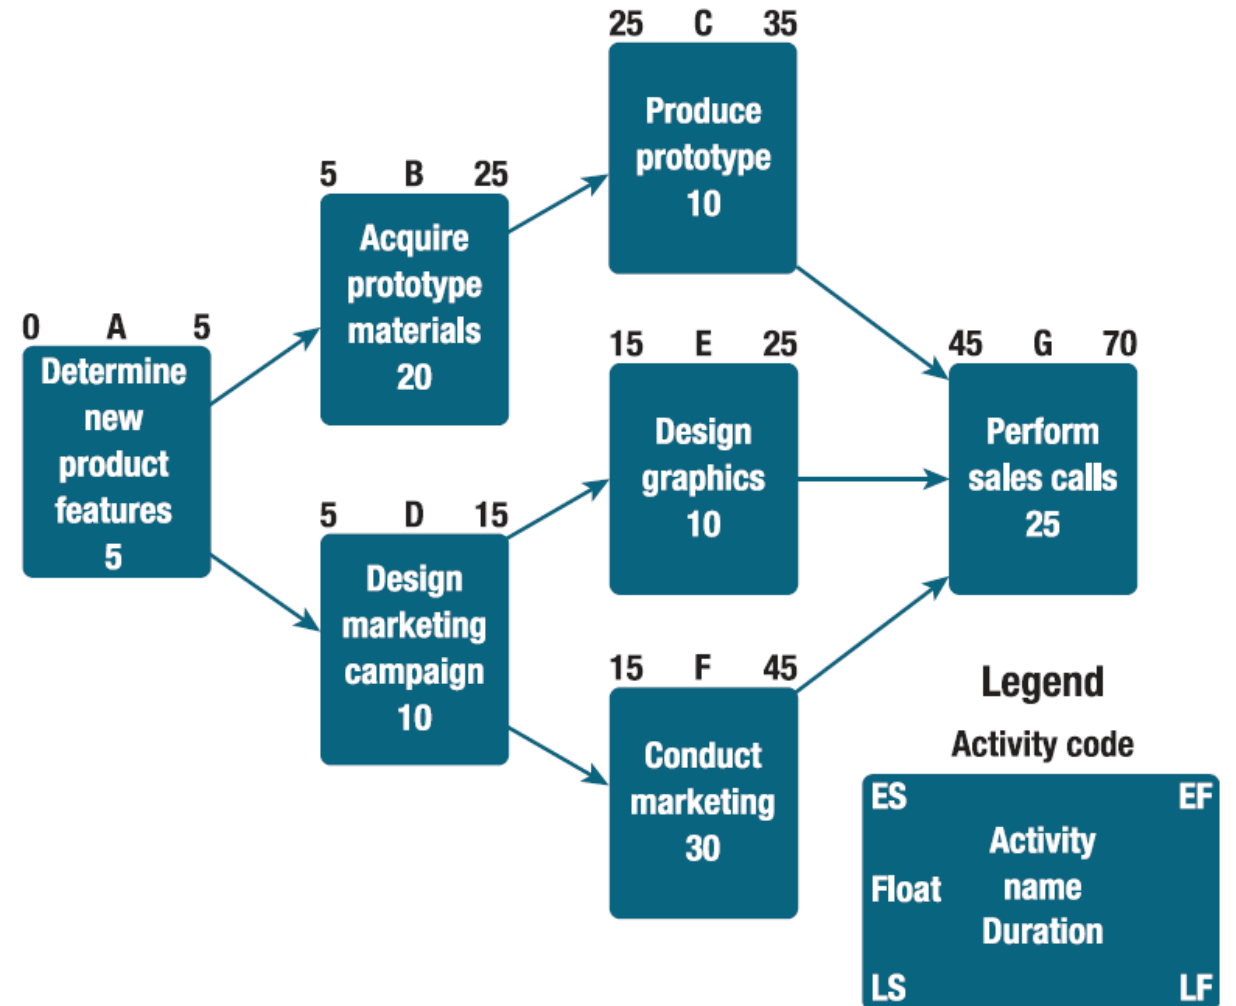 0 A 5
Determine
new
product
features
5
5 B 25
Acquire
prototype
materials
20
5 D 15
Design
marketing
campaign
10
25 C 35
Produce
prototype
10
15 E 25
Design
graphics
10
15 F 45
Conduct
marketing
30
45 G 70
Perform
sales calls
25
Legend
Activity code
ES EF
Activity
Float name
Duration
LS LF